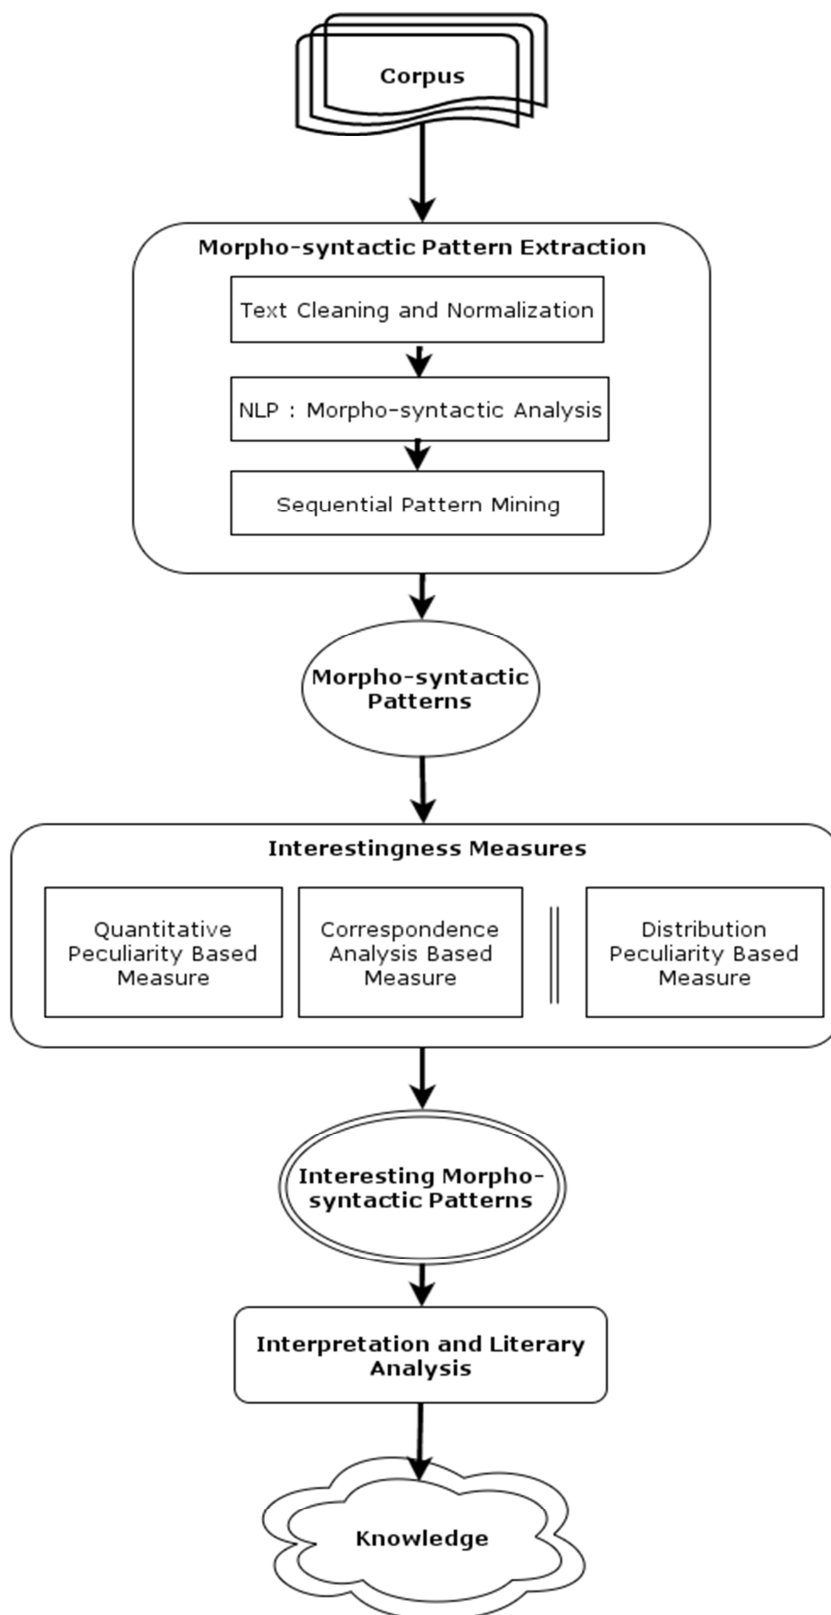 Corpus
Morpho-syntactic Pattern Extraction
Text Cleaning and Normalization
NLP : Morpho-syntactic Analysis
Sequential Pattern Mining
Morpho-syntactic
Patterns
Interestingness Measures
Quantitative
Peculiarity Based
Measure
Correspondence
Analysis Based
Measure
Distribution
Peculiarity Based
Measure
Interesting Morpho-
syntactic Patterns
Interpretation and Literary
Analysis
Knowledge